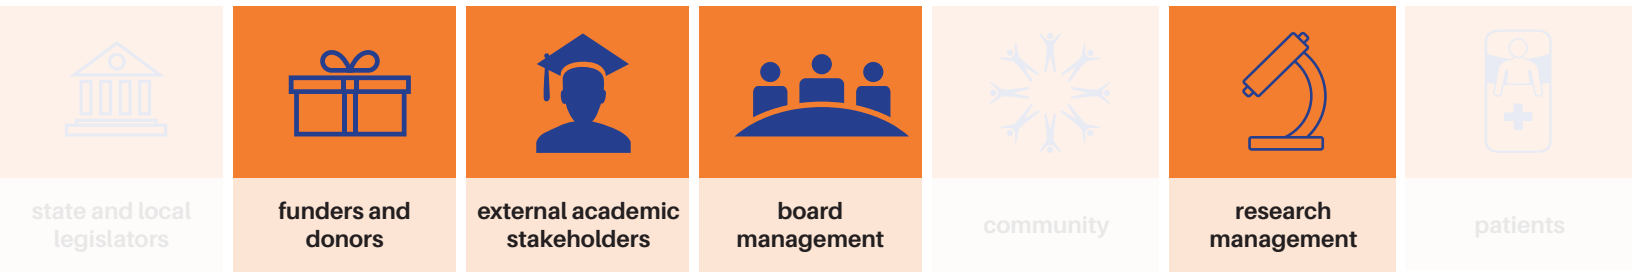 state and local
legislators
funders and
donors
external academic
stakeholders
board
management
community
research
management
patients